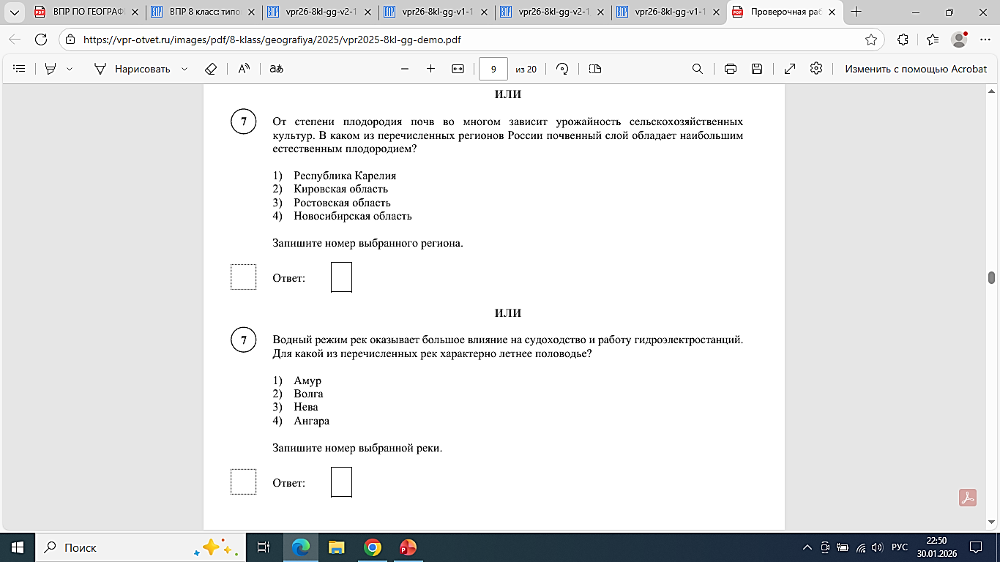 ВПР ПО ГЕОГРАФ
ВПР 8 класс: типо
vpr26-8kl-gg-v2-1
vpr26-8kl-gg-v1-1
vpr26-8kl-gg-v2-1
vpr26-8kl-gg-v1-1
Проверочная раб
https://vpr-otvet.ru/images/pdf/8-klass/geografiya/2025/vpr2025-8kl-gg-demo.pdf
Нарисовать
аあ
9 из 20
Изменить с помощью Acrobat
ИЛИ
7 От степени плодородия почв во многом зависит урожайность сельскохозяйственных
культур. В каком из перечисленных регионов России почвенный слой обладает наибольшим
естественным плодородием?
1) Республика Карелия
2) Кировская область
3) Ростовская область
4) Новосибирская область
Запишите номер выбранного региона.
Ответ:
ИЛИ
7 Водный режим рек оказывает большое влияние на судоходство и работу гидроэлектростанций.
Для какой из перечисленных рек характерно летнее половодье?
1) Амур
2) Волга
3) Нева
4) Ангара
Запишите номер выбранной реки.
Ответ:
Поиск
РУС
22:50
30.01.2026